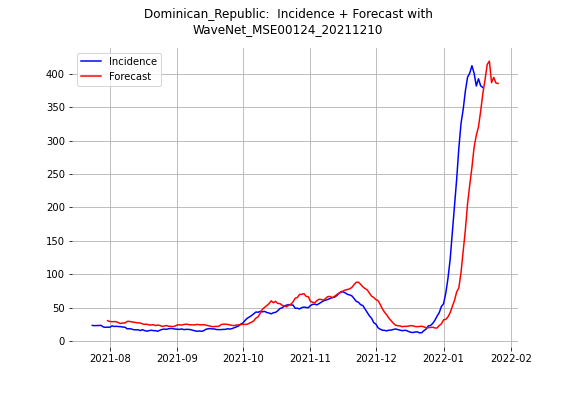 Dominican_Republic:  Incidence + Forecast with
WaveNet_MSE00124_20211210
Incidence
Forecast
400
350
300
250
200
150
100
50
0
2021-08 2021-09 2021-10 2021-11 2021-12 2022-01 2022-02